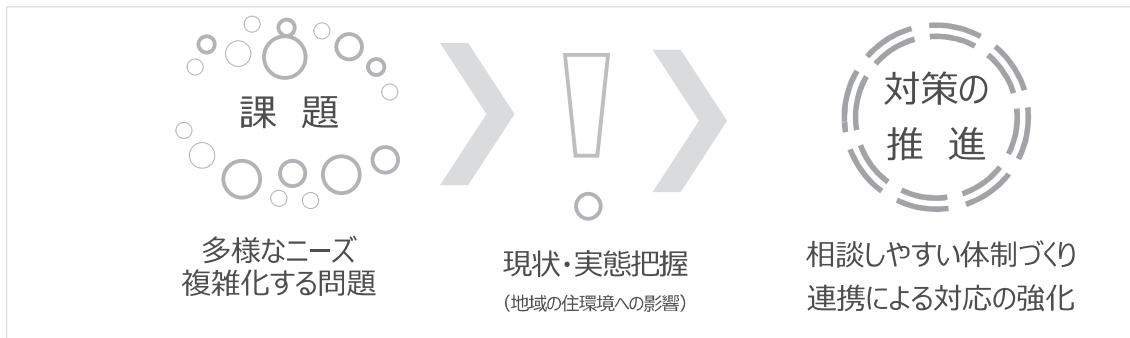 課 題
多様なニーズ
複雑化する問題
現状・実態把握
(地域の住環境への影響)
対策の
推 進
相談しやすい体制づくり
連携による対応の強化